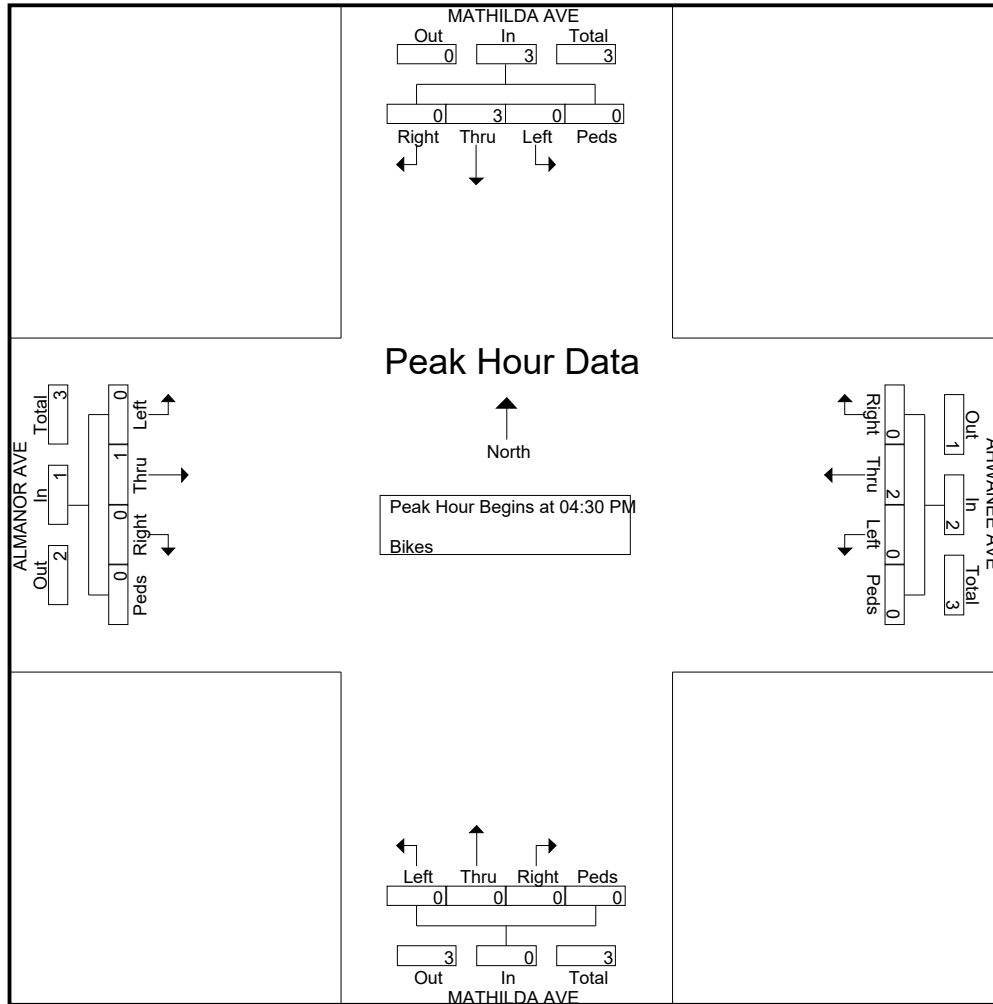 MATHILDA AVE
Out In Total
0 3 3
0 3 0 0
Right Thru Left Peds
Peak Hour Data
North
Peak Hour Begins at 04:30 PM
Bikes
ALMANOR AVE
Out In Total
2 1 3
0 1 0 0
Left Thru Right Peds
AHWANEE AVE
Out In Total
1 2 3
0 2 0 0
Right Thru Left Peds
Left Thru Right Peds
0 0 0 0
3 0 3
Out In Total
MATHILDA AVE